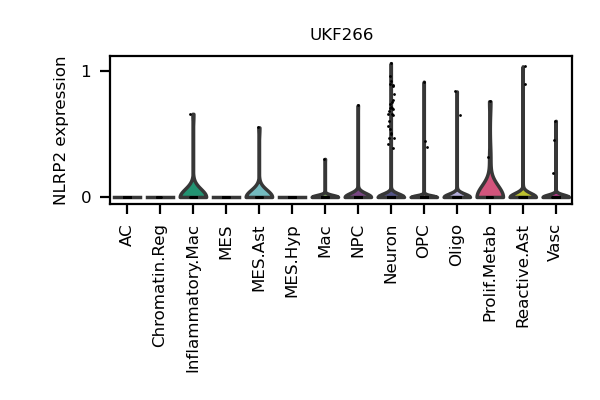 UKF266
NLRP2 expression
1
0
AC
Chromatin.Reg
Inflammatory.Mac
MES
MES.Ast
MES.Hyp
Mac
NPC
Neuron
OPC
Oligo
Prolif.Metab
Reactive.Ast
Vasc